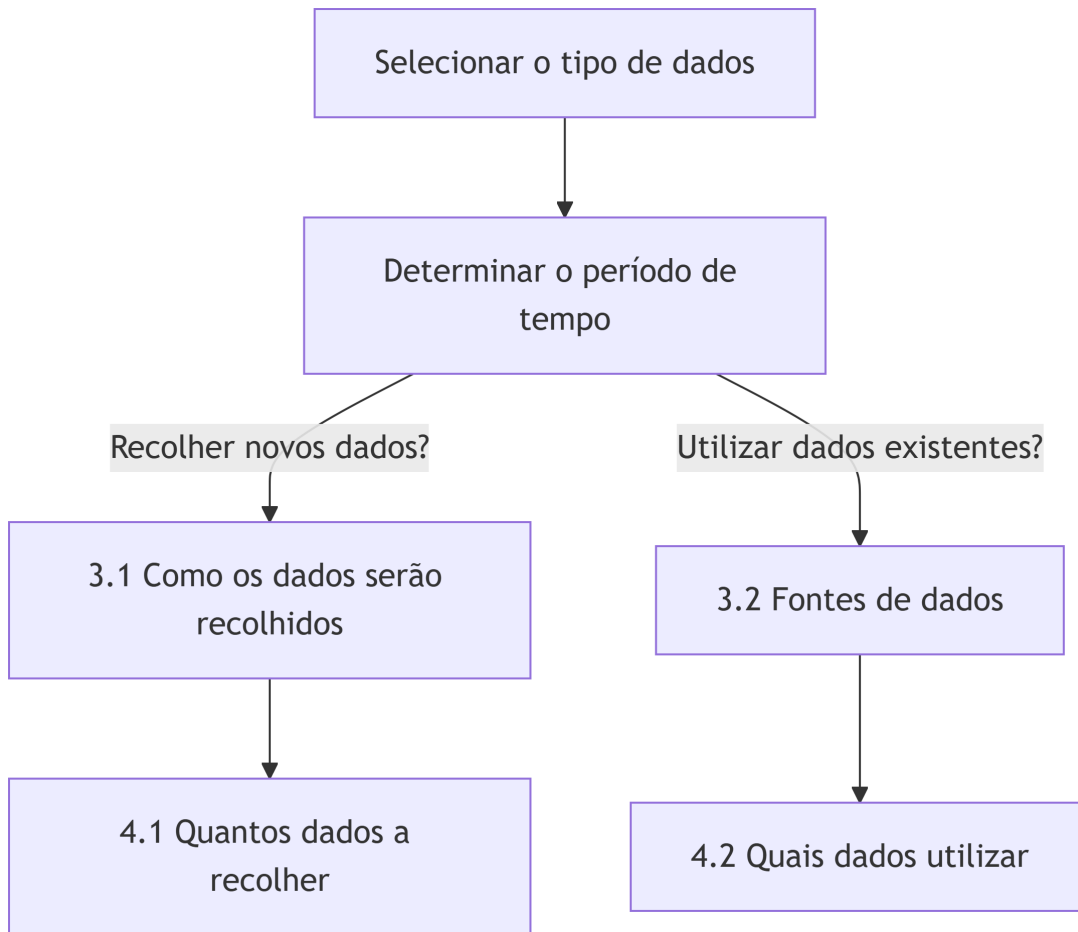 Selecionar o tipo de dados
Determinar o período de
tempo
Recolher novos dados?
Utilizar dados existentes?
3.1 Como os dados serão
recolhidos
3.2 Fontes de dados
4.1 Quantos dados a
recolher
4.2 Quais dados utilizar